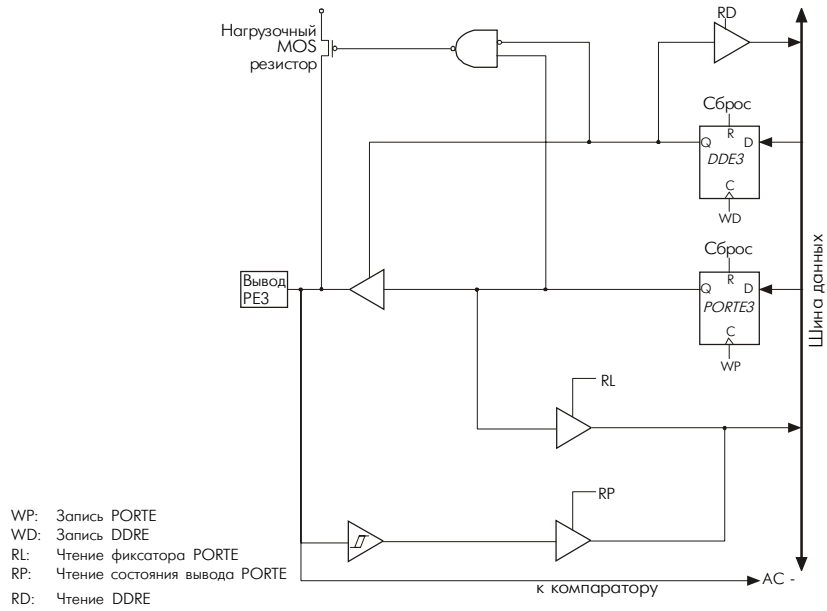 RD
Нагрузочный
MOS
резистор
Сброс
R
Q
D
DDE3
C
WD
Сброс
R
Q
D
PORTE3
C
WP
Шина данных
Вывод
PE3
RL
RP
WP: Запись PORTE
WD: Запись DDRE
RL: Чтение фиксатора PORTE
RP: Чтение состояния вывода PORTE
RD: Чтение DDRE
к компаратору
AC -